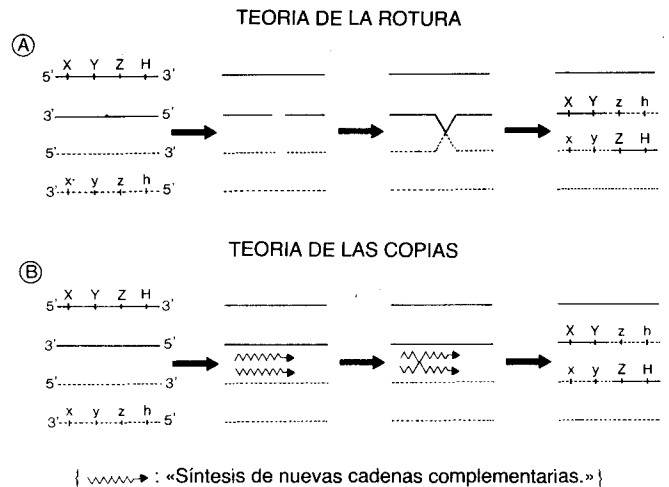 TEORIA DE LA ROTURA
A
X Y Z H
5' 3'
3' 5'
X Y z h
5' 3'
x y Z H
x y z h
3' 5'
TEORIA DE LAS COPIAS
B
X Y Z H
5' 3'
X Y z h
3' 5'
5' 3'
x y Z H
x y z h
3' 5'
{ : «Síntesis de nuevas cadenas complementarias.» }